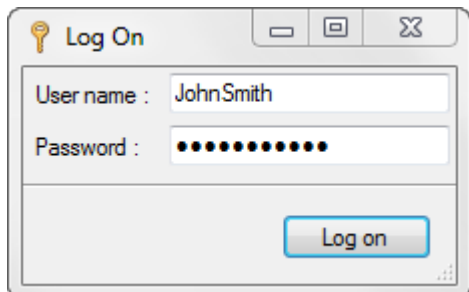 Log On
User name : JohnSmith
Password : ●●●●●●●●●●●
Log on